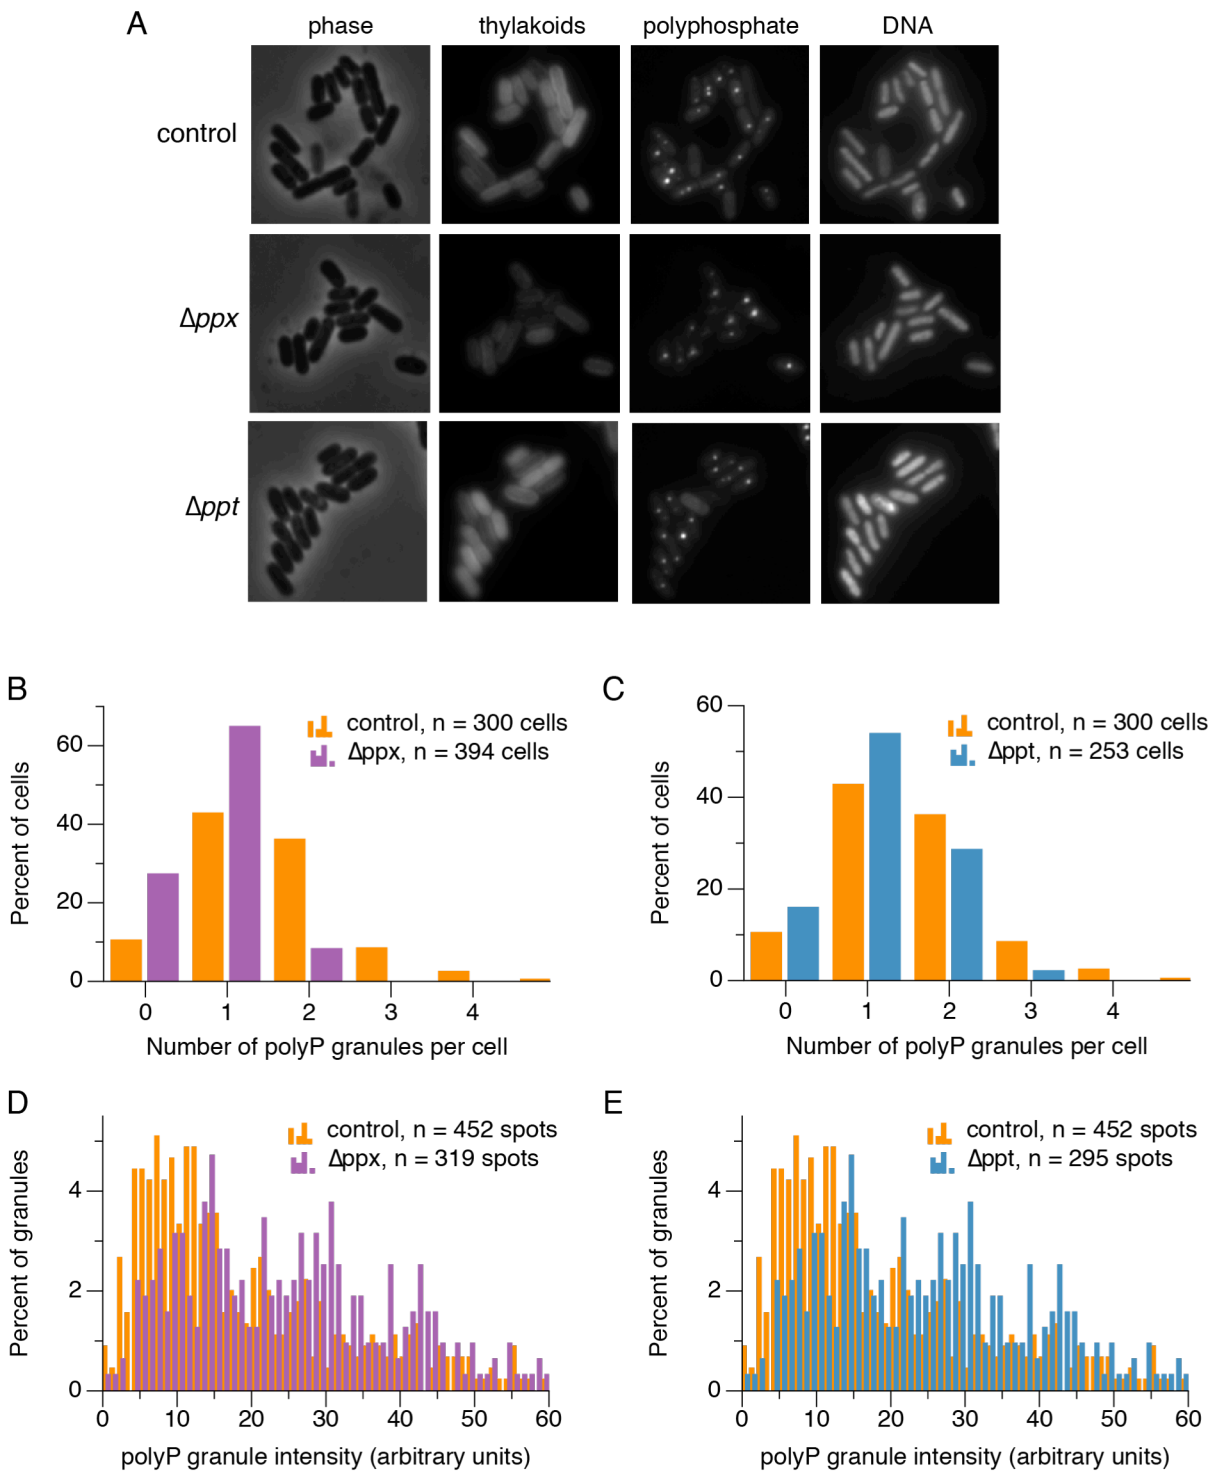 A
phase thylakoids polyphosphate DNA
control
Δppx
Δppt
B
Percent of cells
60
40
20
0
control, n = 300 cells
Δppx, n = 394 cells
0 1 2 3 4
Number of polyP granules per cell
C
Percent of cells
60
40
20
0
control, n = 300 cells
Δppt, n = 253 cells
0 1 2 3 4
Number of polyP granules per cell
D
Percent of granules
4
2
0
control, n = 452 spots
Δppx, n = 319 spots
0 10 20 30 40 50 60
polyP granule intensity (arbitrary units)
E
Percent of granules
4
2
0
control, n = 452 spots
Δppt, n = 295 spots
0 10 20 30 40 50 60
polyP granule intensity (arbitrary units)